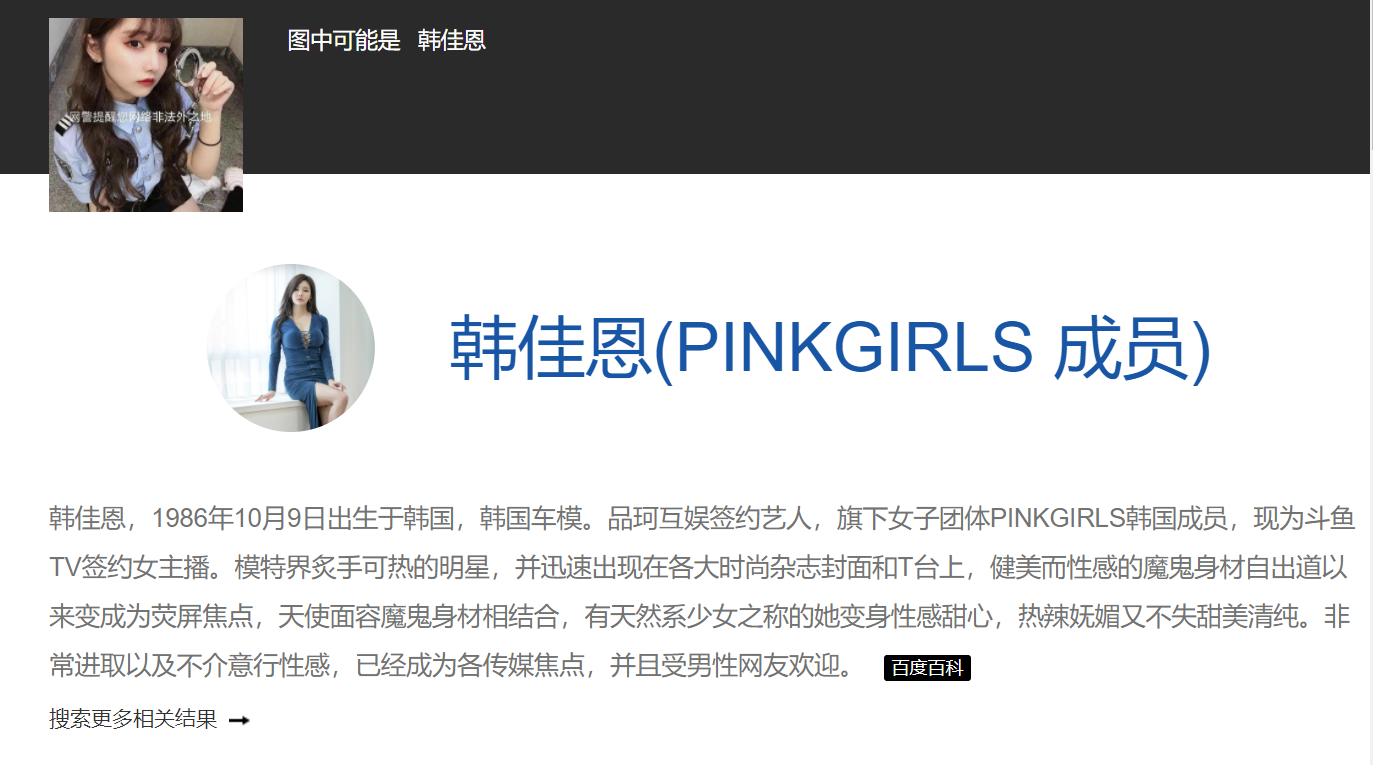 图中可能是 韩佳恩
网警提醒您网络非法外之地
韩佳恩(PINKGIRLS 成员)
韩佳恩，1986年10月9日出生于韩国，韩国车模。品珂互娱签约艺人，旗下女子团体PINKGIRLS韩国成员，现为斗鱼
TV签约女主播。模特界炙手可热的明星，并迅速出现在各大时尚杂志封面和T台上，健美而性感的魔鬼身材自出道以
来变成为荧屏焦点，天使面容魔鬼身材相结合，有天然系少女之称的她变身性感甜心，热辣妩媚又不失甜美清纯。非
常进取以及不介意行性感，已经成为各传媒焦点，并且受男性网友欢迎。 百度百科
搜索更多相关结果